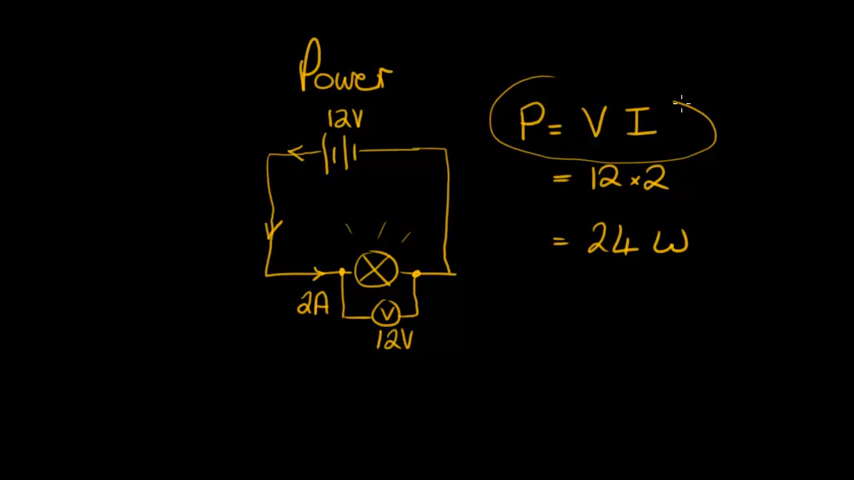 Power
12V
P = V I
= 12 × 2
= 24 W
2A
V
12V